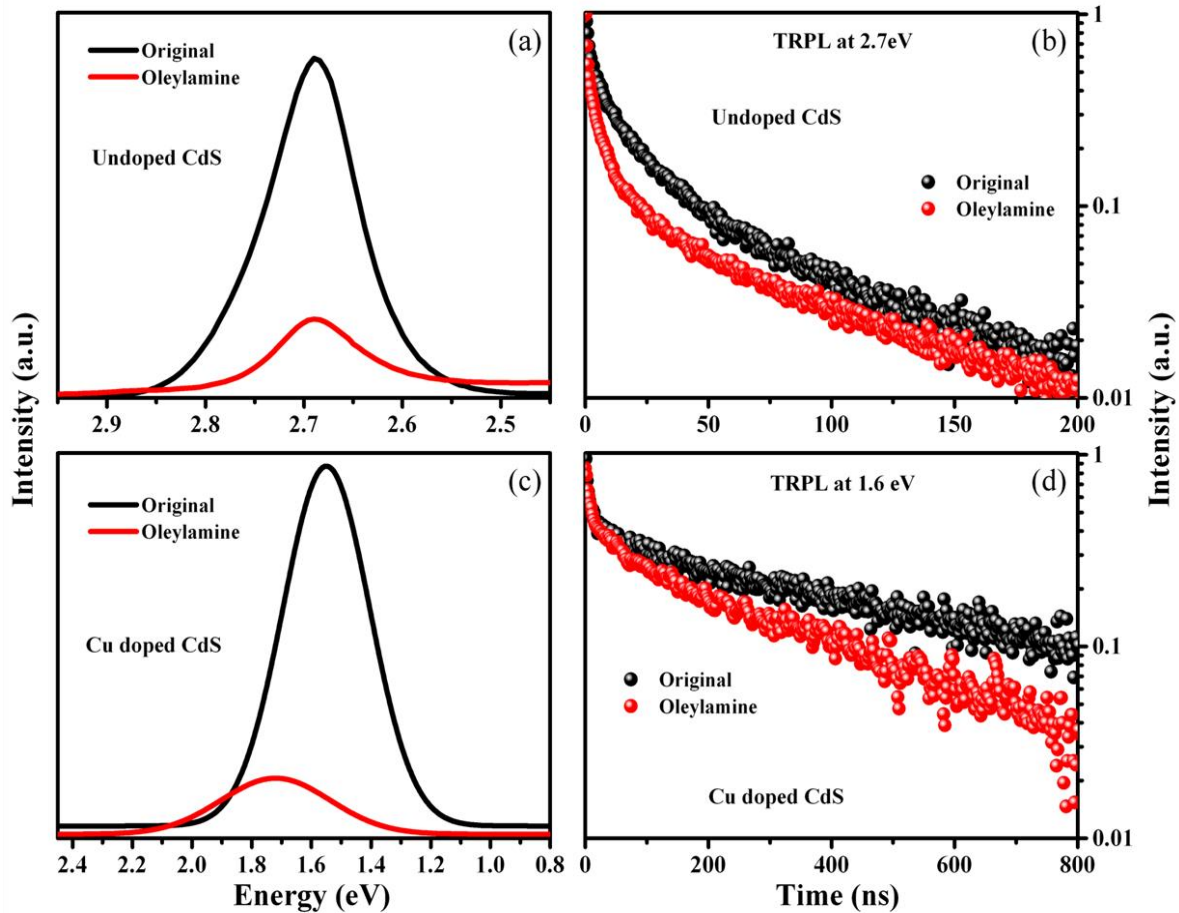 Original
Oleylamine
(a)
Undoped CdS
2.9 2.8 2.7 2.6 2.5
TRPL at 2.7eV
(b)
Undoped CdS
Original
Oleylamine
1
0.1
0.01
0 50 100 150 200
Intensity (a.u.)
Intensity (a.u.)
Original
Oleylamine
(c)
Cu doped CdS
2.4 2.2 2.0 1.8 1.6 1.4 1.2 1.0 0.8
Energy (eV)
TRPL at 1.6 eV
(d)
Original
Oleylamine
Cu doped CdS
1
0.1
0.01
0 200 400 600 800
Time (ns)